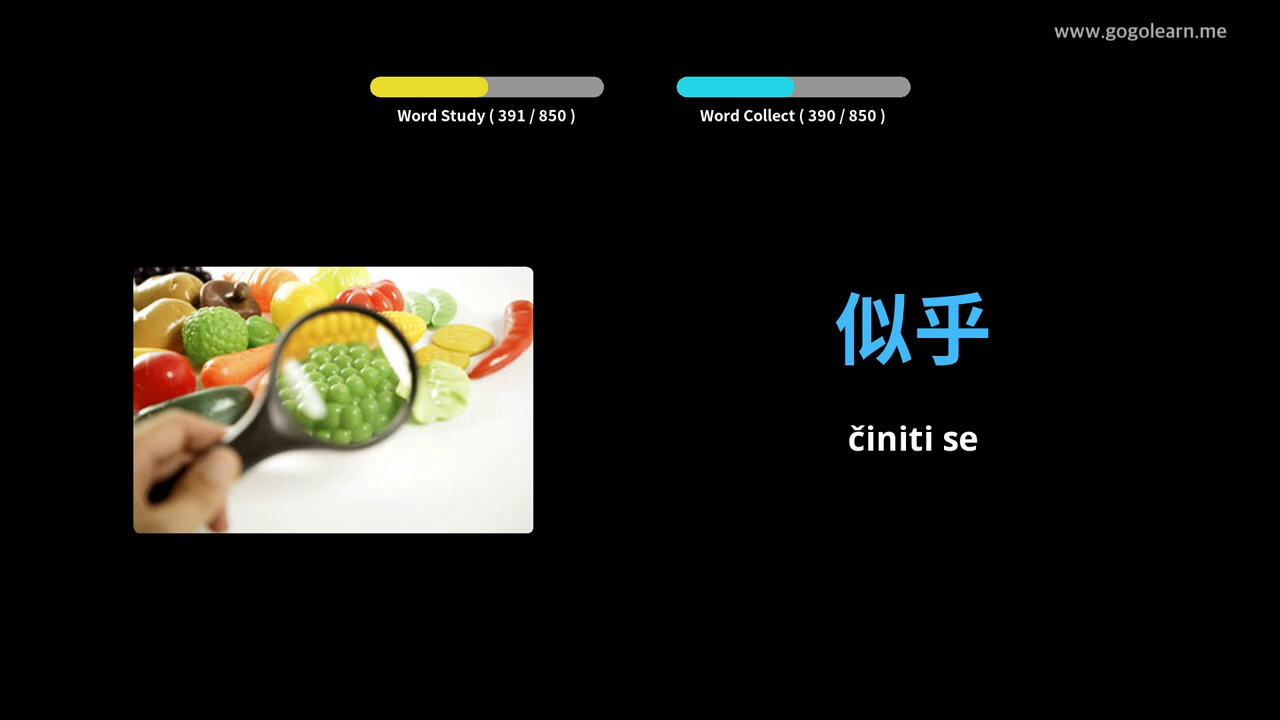 www.gogolearn.me
Word Study ( 391 / 850 )
Word Collect ( 390 / 850 )
似乎
činiti se